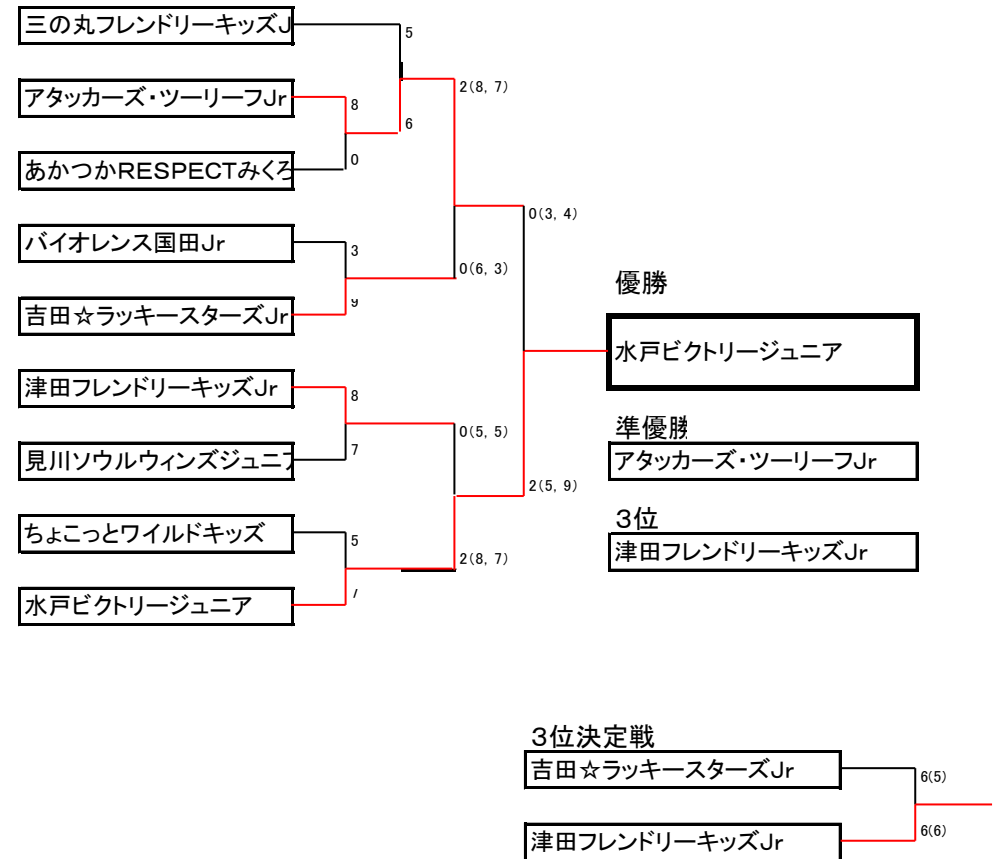 三の丸フレンドリーキッズJ
5
2(8, 7)
アタッカーズ・ツーリーフJr
8
6
あかつかRESPECTみくろ
0
0(3, 4)
バイオレンス国田Jr
3
0(6, 3)
優勝
吉田☆ラッキースターズJr
9
水戸ビクトリージュニア
津田フレンドリーキッズJr
8
0(5, 5)
準優勝
見川ソウルウィンズジュニア
7
アタッカーズ・ツーリーフJr
2(5, 9)
3位
ちょこっとワイルドキッズ
5
2(8, 7)
津田フレンドリーキッズJr
水戸ビクトリージュニア
3位決定戦
吉田☆ラッキースターズJr
6(5)
津田フレンドリーキッズJr
6(6)